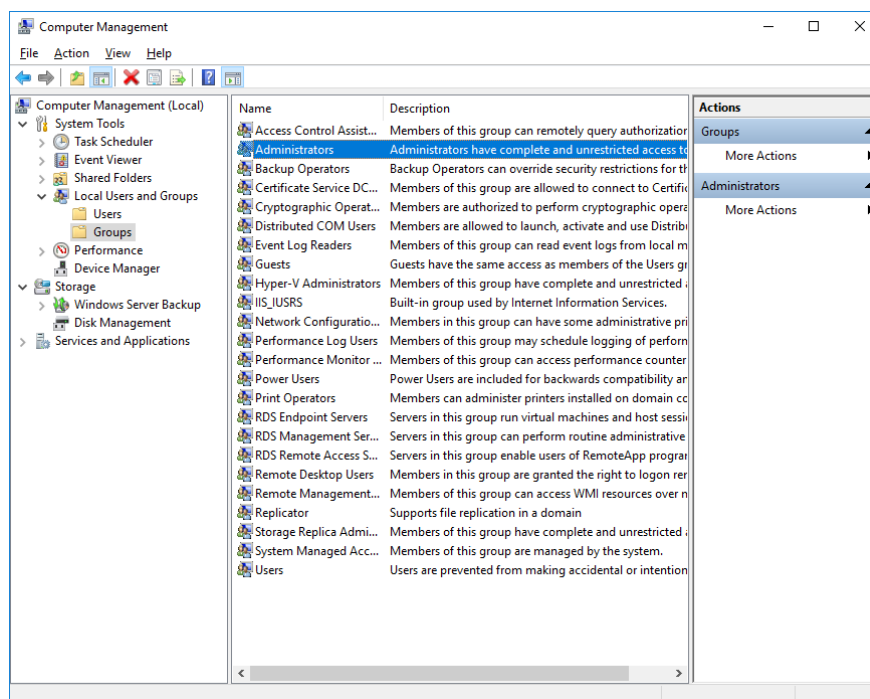 Computer Management
File Action View Help
Computer Management (Local)
System Tools
Task Scheduler
Event Viewer
Shared Folders
Local Users and Groups
Users
Groups
Performance
Device Manager
Storage
Windows Server Backup
Disk Management
Services and Applications
Name Description
Access Control Assist... Members of this group can remotely query authorization
Administrators Administrators have complete and unrestricted access to
Backup Operators Backup Operators can override security restrictions for th
Certificate Service DC... Members of this group are allowed to connect to Certific
Cryptographic Operat... Members are authorized to perform cryptographic opera
Distributed COM Users Members are allowed to launch, activate and use Distribu
Event Log Readers Members of this group can read event logs from local m
Guests Guests have the same access as members of the Users gr
Hyper-V Administrators Members of this group have complete and unrestricted a
IIS_IUSRS Built-in group used by Internet Information Services.
Network Configuratio... Members in this group can have some administrative pri
Performance Log Users Members of this group may schedule logging of perform
Performance Monitor ... Members of this group can access performance counter
Power Users Power Users are included for backwards compatibility an
Print Operators Members can administer printers installed on domain cc
RDS Endpoint Servers Servers in this group run virtual machines and host sessi
RDS Management Ser... Servers in this group can perform routine administrative
RDS Remote Access S... Servers in this group enable users of RemoteApp progra
Remote Desktop Users Members in this group are granted the right to logon rer
Remote Management... Members of this group can access WMI resources over n
Replicator Supports file replication in a domain
Storage Replica Admi... Members of this group have complete and unrestricted a
System Managed Acc... Members of this group are managed by the system.
Users Users are prevented from making accidental or intention
Actions
Groups
More Actions
Administrators
More Actions